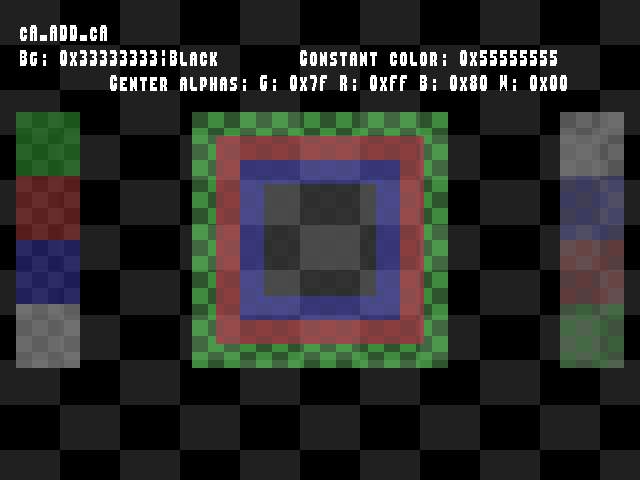 cA_ADD_cA
Bg: 0x33333333;Black
Constant color: 0x55555555
Center alphas: G: 0x7f R: 0xff B: 0x80 W: 0x00